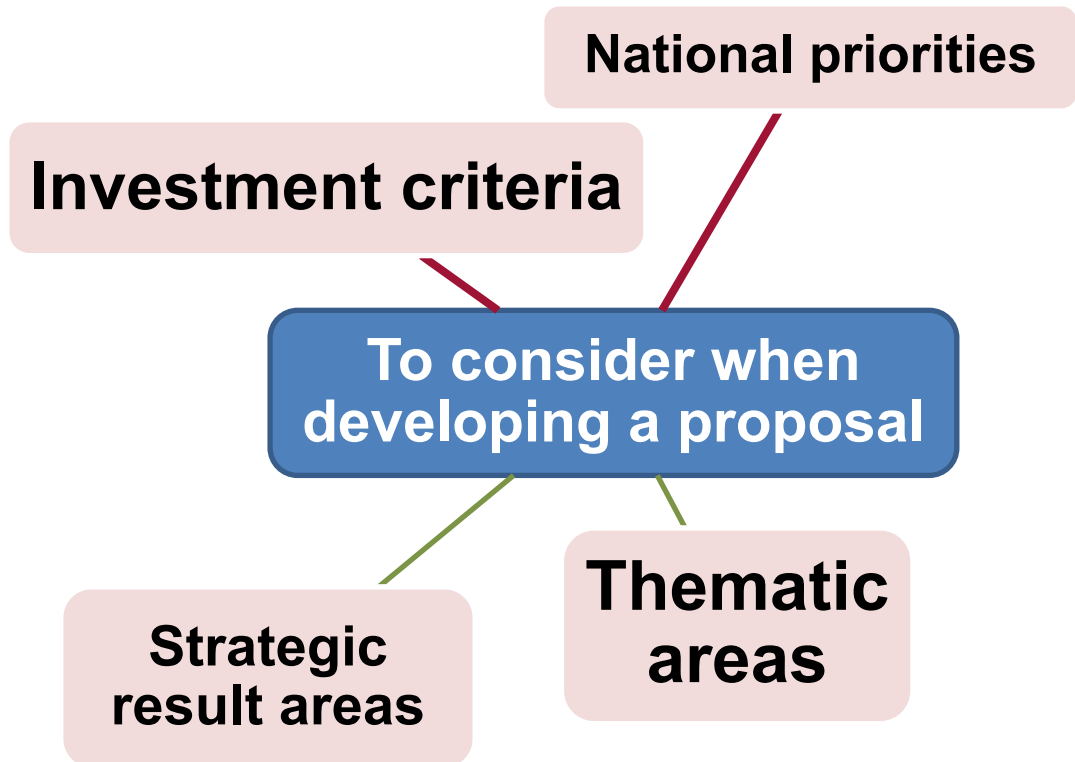 National priorities
Investment criteria
To consider when
developing a proposal
Thematic
areas
Strategic
result areas